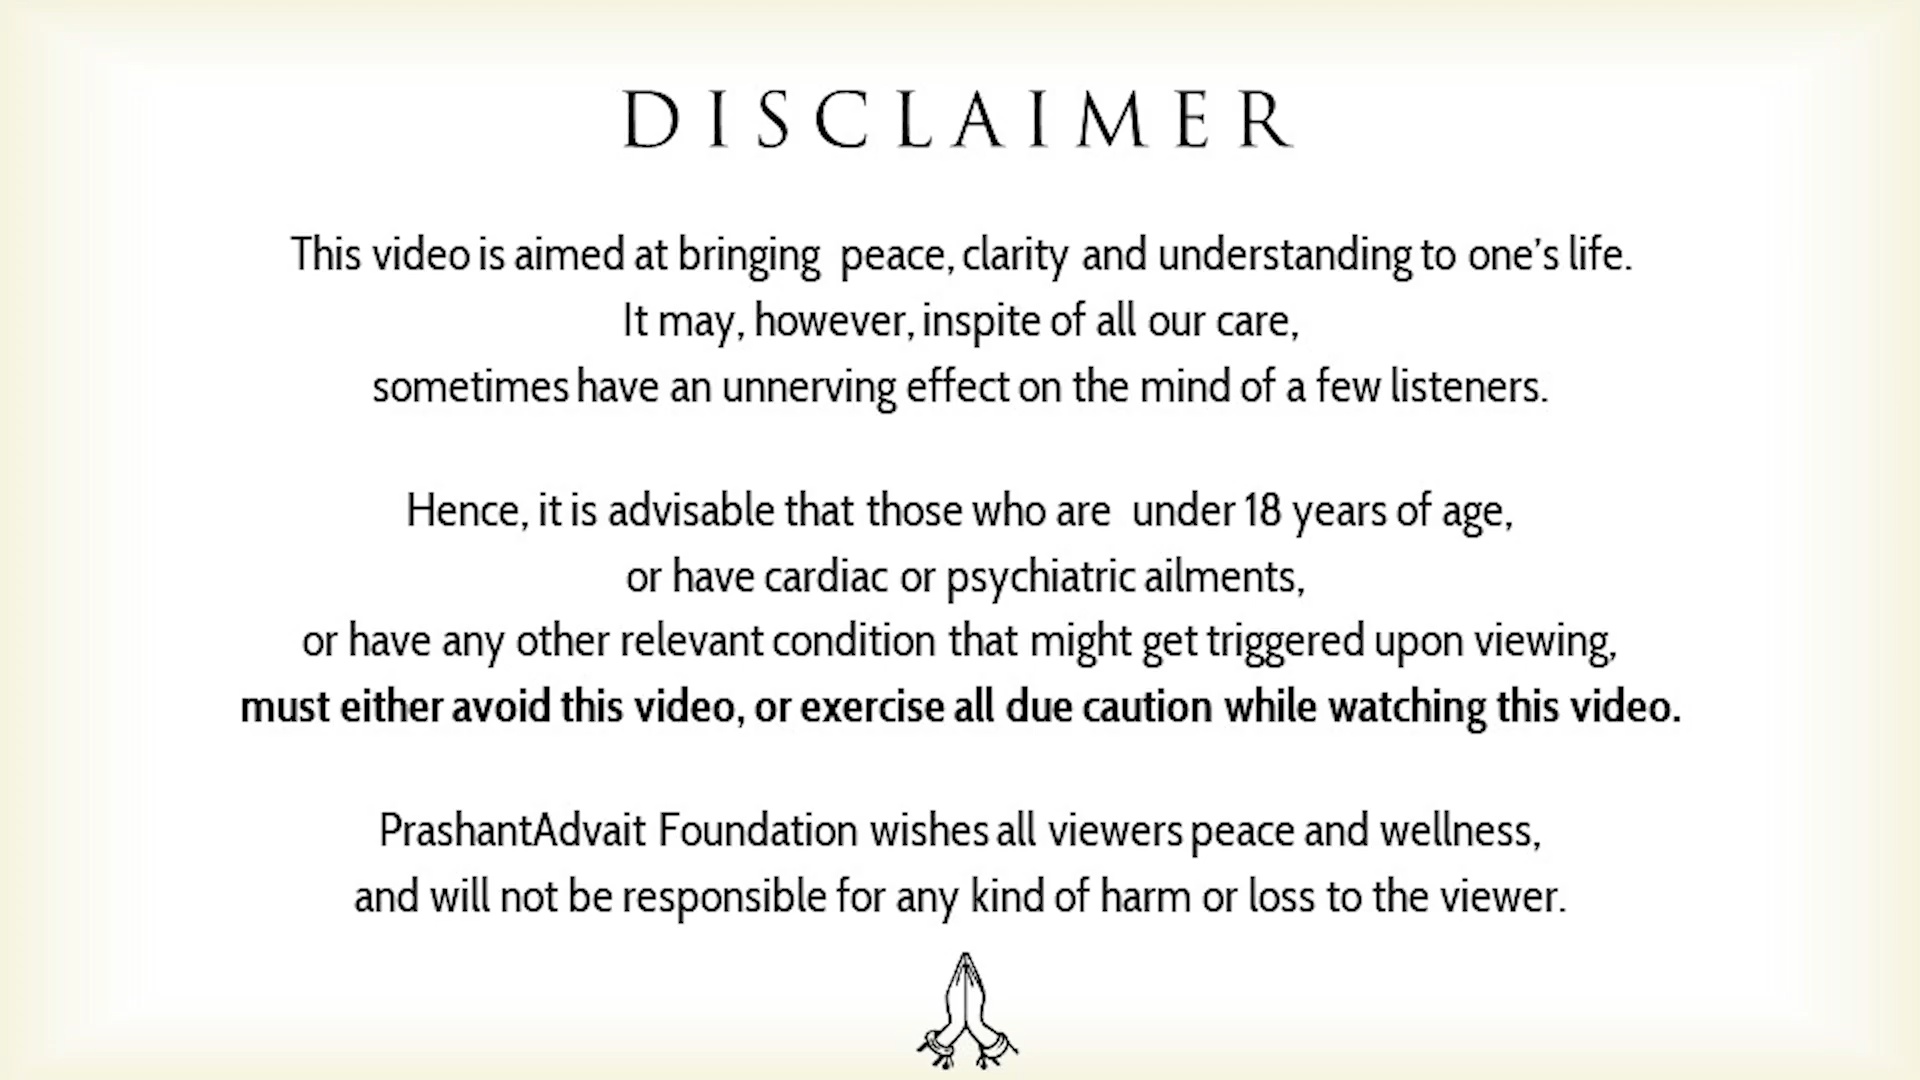 DISCLAIMER
This video is aimed at bringing peace, clarity and understanding to one's life.
It may, however, inspite of all our care,
sometimes have an unnerving effect on the mind of a few listeners.
Hence, it is advisable that those who are under 18 years of age,
or have cardiac or psychiatric ailments,
or have any other relevant condition that might get triggered upon viewing,
must either avoid this video, or exercise all due caution while watching this video.
PrashantAdvait Foundation wishes all viewers peace and wellness,
and will not be responsible for any kind of harm or loss to the viewer.